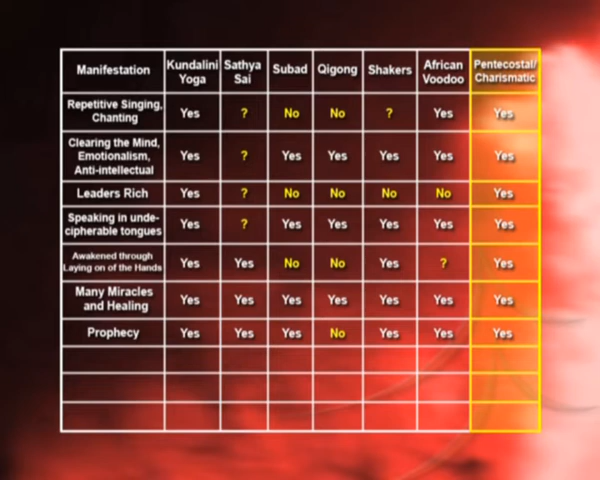 Manifestation Kundalini Yoga Sathya Sai Subad Qigong Shakers African Voodoo Pentecostal/ Charismatic
Repetitive Singing, Chanting Yes ? No No ? Yes Yes
Clearing the Mind, Emotionalism, Anti-intellectual Yes ? Yes Yes Yes Yes Yes
Leaders Rich Yes ? No No No No Yes
Speaking in unde-cipherable tongues Yes ? Yes Yes Yes Yes Yes
Awakened through Laying on of the Hands Yes Yes No No Yes ? Yes
Many Miracles and Healing Yes Yes Yes Yes Yes Yes Yes
Prophecy Yes Yes Yes No Yes Yes Yes